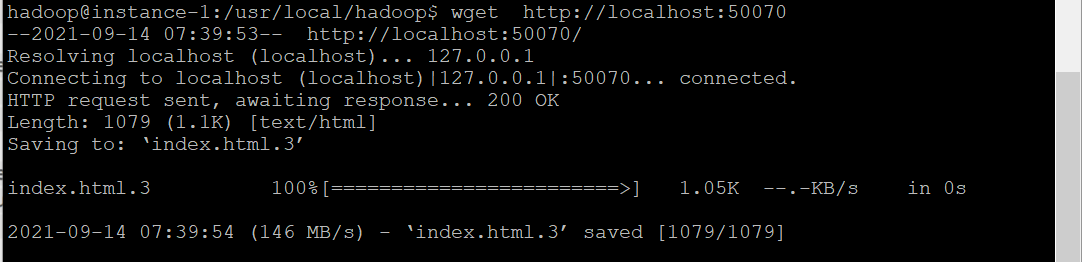 hadoop@instance-1:/usr/local/hadoop$ wget  http://localhost:50070
--2021-09-14 07:39:53--  http://localhost:50070/
Resolving localhost (localhost)... 127.0.0.1
Connecting to localhost (localhost)|127.0.0.1|:50070... connected.
HTTP request sent, awaiting response... 200 OK
Length: 1079 (1.1K) [text/html]
Saving to: ‘index.html.3’
index.html.3          100%[========================>]   1.05K  --.-KB/s    in 0s
2021-09-14 07:39:54 (146 MB/s) - ‘index.html.3’ saved [1079/1079]